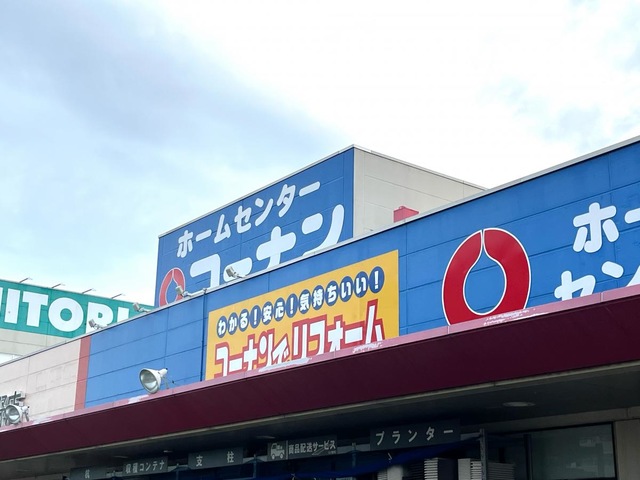 ホームセンター
コーナン
NITORI
ホー
セン
わかる!安心!気持ちいい!
コーナンでリフォーム
収納コンテナ
支柱
商品配送サービス
プランター